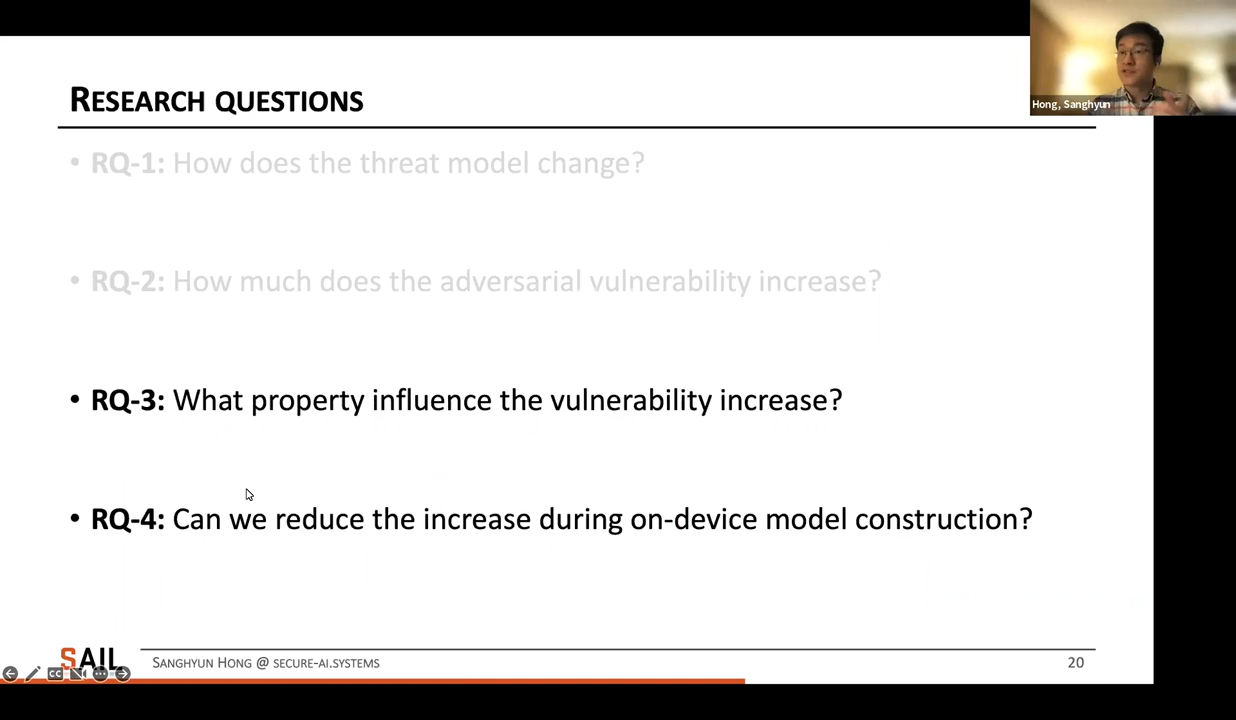 RESEARCH QUESTIONS
Hong, Sanghyun
• RQ-1: How does the threat model change?
• RQ-2: How much does the adversarial vulnerability increase?
• RQ-3: What property influence the vulnerability increase?
• RQ-4: Can we reduce the increase during on-device model construction?
SAIL
SANGHYUN HONG @ SECURE-AI.SYSTEMS
20
CC